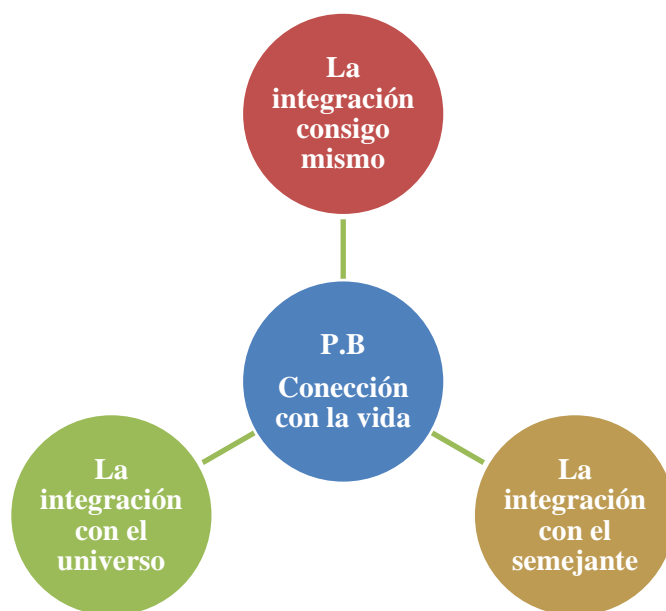 La
integración
consigo
mismo
P.B
Conección
con la vida
La
integración
con el
universo
La
integración
con el
semejante